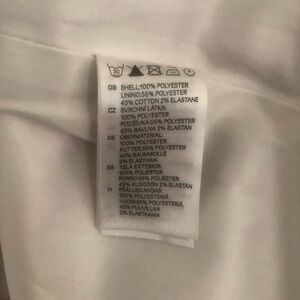 30
GB SHELL:100% POLYESTER
LINING:55% POLYESTER
43% COTTON 2% ELASTANE
CZ SVRCHNÍ LÁTKA:
100% POLYESTER
PODŠÍVKA:55% POLYESTER
43% BAVLNA 2% ELASTAN
DE OBERMATERIAL:
100% POLYESTER
FUTTER:55% POLYESTER
43% BAUMWOLLE
2% ELASTHAN
ES TELA EXTERIOR:
100% POLIÉSTER
FORRO:55% POLIÉSTER
43% ALGODÓN 2% ELASTÁN
FI PÄÄLLISKANGAS:
100% POLYESTERIÄ
VUORI:55% POLYESTERIÄ
43% PUUVILLAA
2% ELASTAANIA